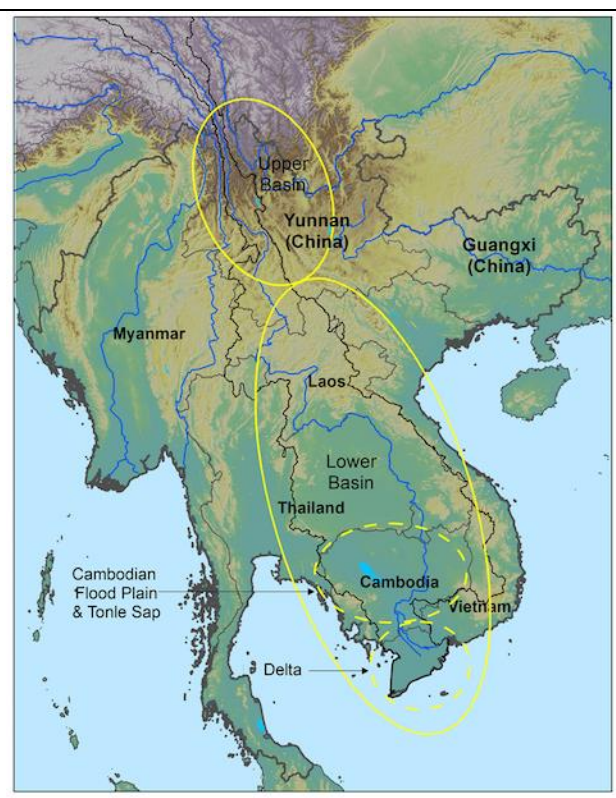 Upper
Basin
Yunnan
(China)
Guangxi
(China)
Myanmar
Laos
Lower
Basin
Thailand
Cambodian
Flood Plain
& Tonle Sap
Cambodia
Vietnam
Delta